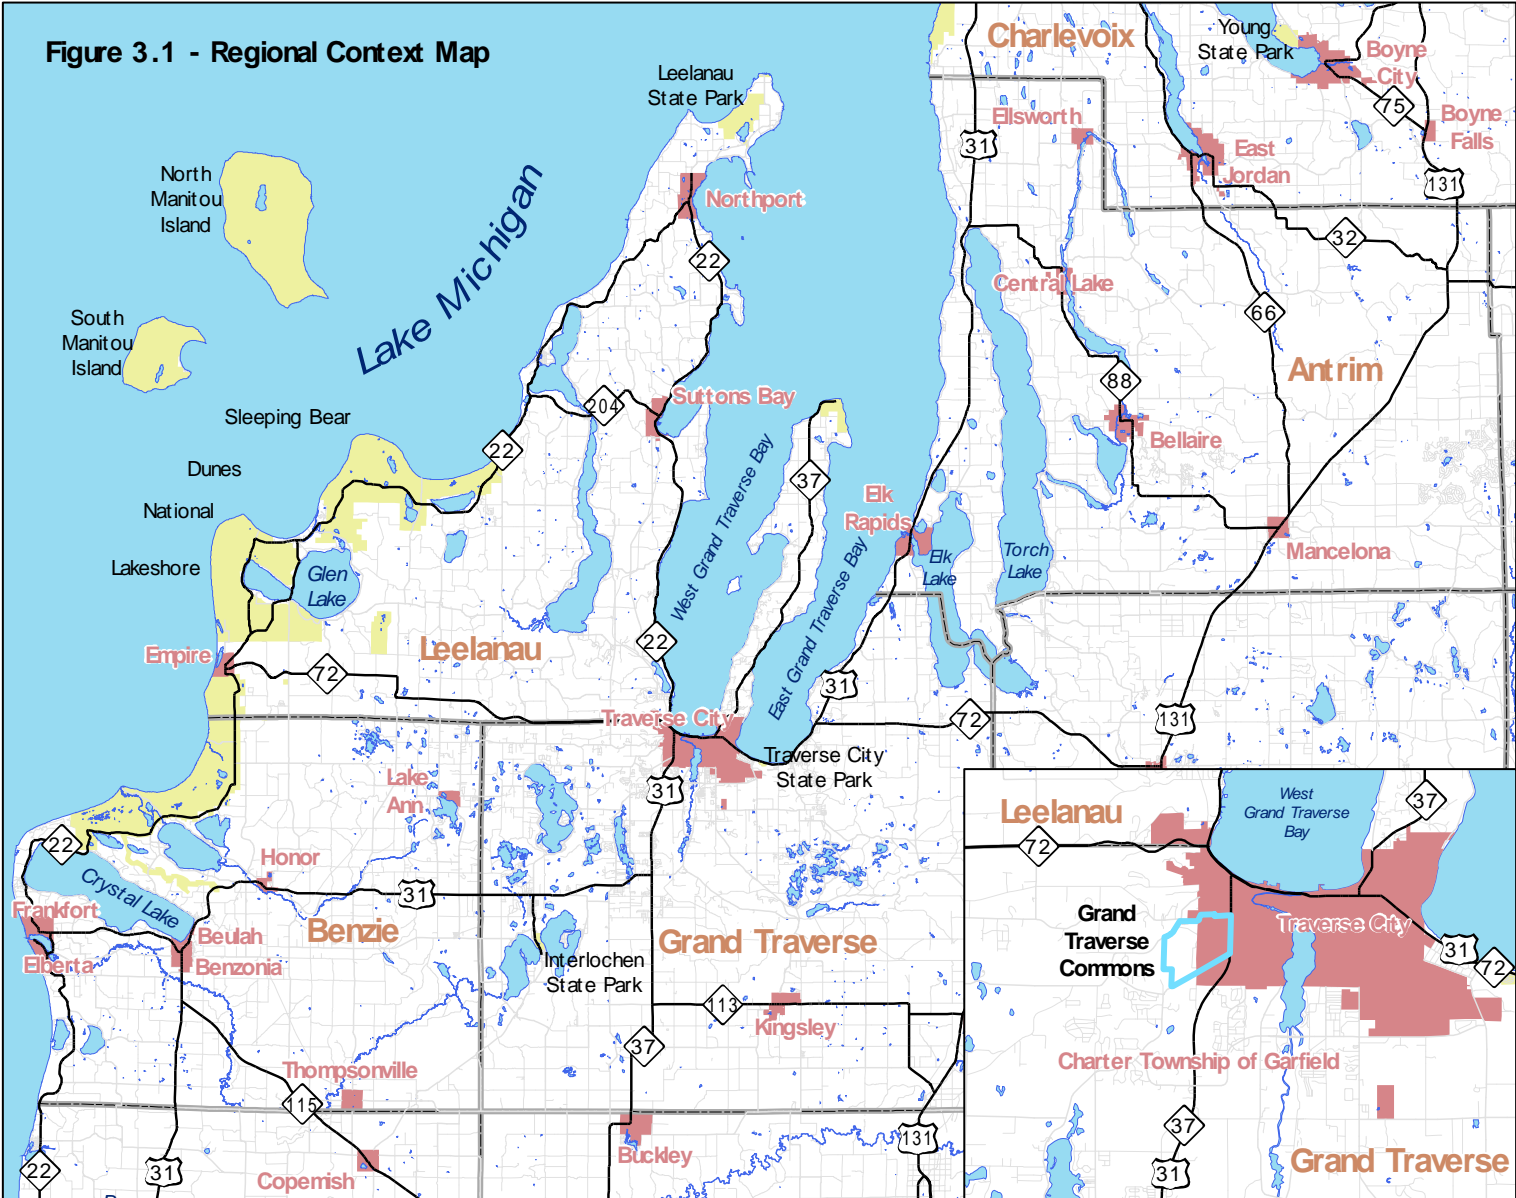 Figure 3.1 - Regional Context Map
Charlevoix
Young
State Park
Boyne
City
75
Boyne
Falls
131
Leelanau
State Park
Ellsworth
31
East
Jordan
North
Manitou
Island
Lake Michigan
Northport
22
32
Central Lake
66
South
Manitou
Island
Antrim
88
Sleeping Bear
Dunes
National
Lakeshore
204
Suttons Bay
22
Bellaire
37
West Grand Traverse Bay
East Grand Traverse Bay
Elk
Rapids
Elk
Lake
Torch
Lake
Mancelona
Glen
Lake
Leelanau
22
Empire
72
31
Traverse City
72
131
Traverse City
State Park
31
Lake
Ann
22
Honor
Crystal Lake
31
Frankfort
Benzie
Beulah
Benzonia
Elberta
Grand Traverse
Interlochen
State Park
113
Kingsley
37
Thompsonville
115
Buckley
131
22
31
Copemish
Leelanau
72
West
Grand Traverse
Bay
37
Grand
Traverse
Commons
Traverse City
31
72
Charter Township of Garfield
37
31
Grand Traverse